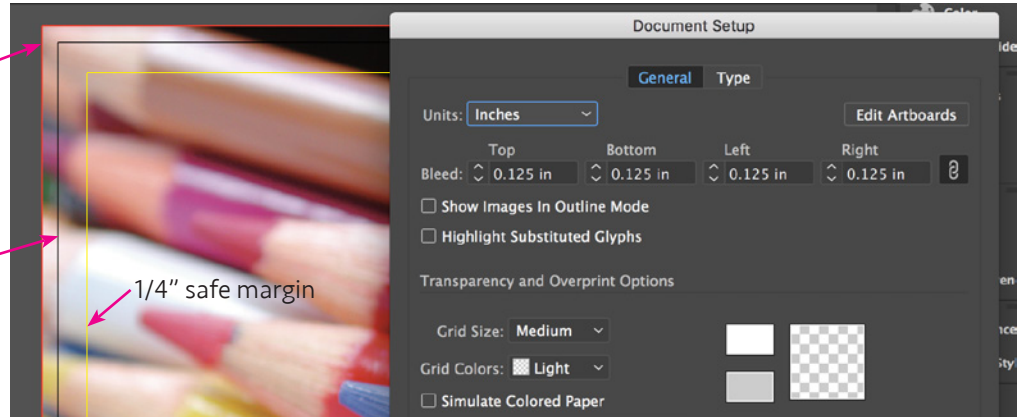 Color
Document Setup
General Type
Units: Inches
Edit Artboards
Top Bottom Left Right
Bleed: 0.125 in 0.125 in 0.125 in 0.125 in
Show Images In Outline Mode
Highlight Substituted Glyphs
1/4” safe margin
Transparency and Overprint Options
Grid Size: Medium
Grid Colors: Light
Simulate Colored Paper